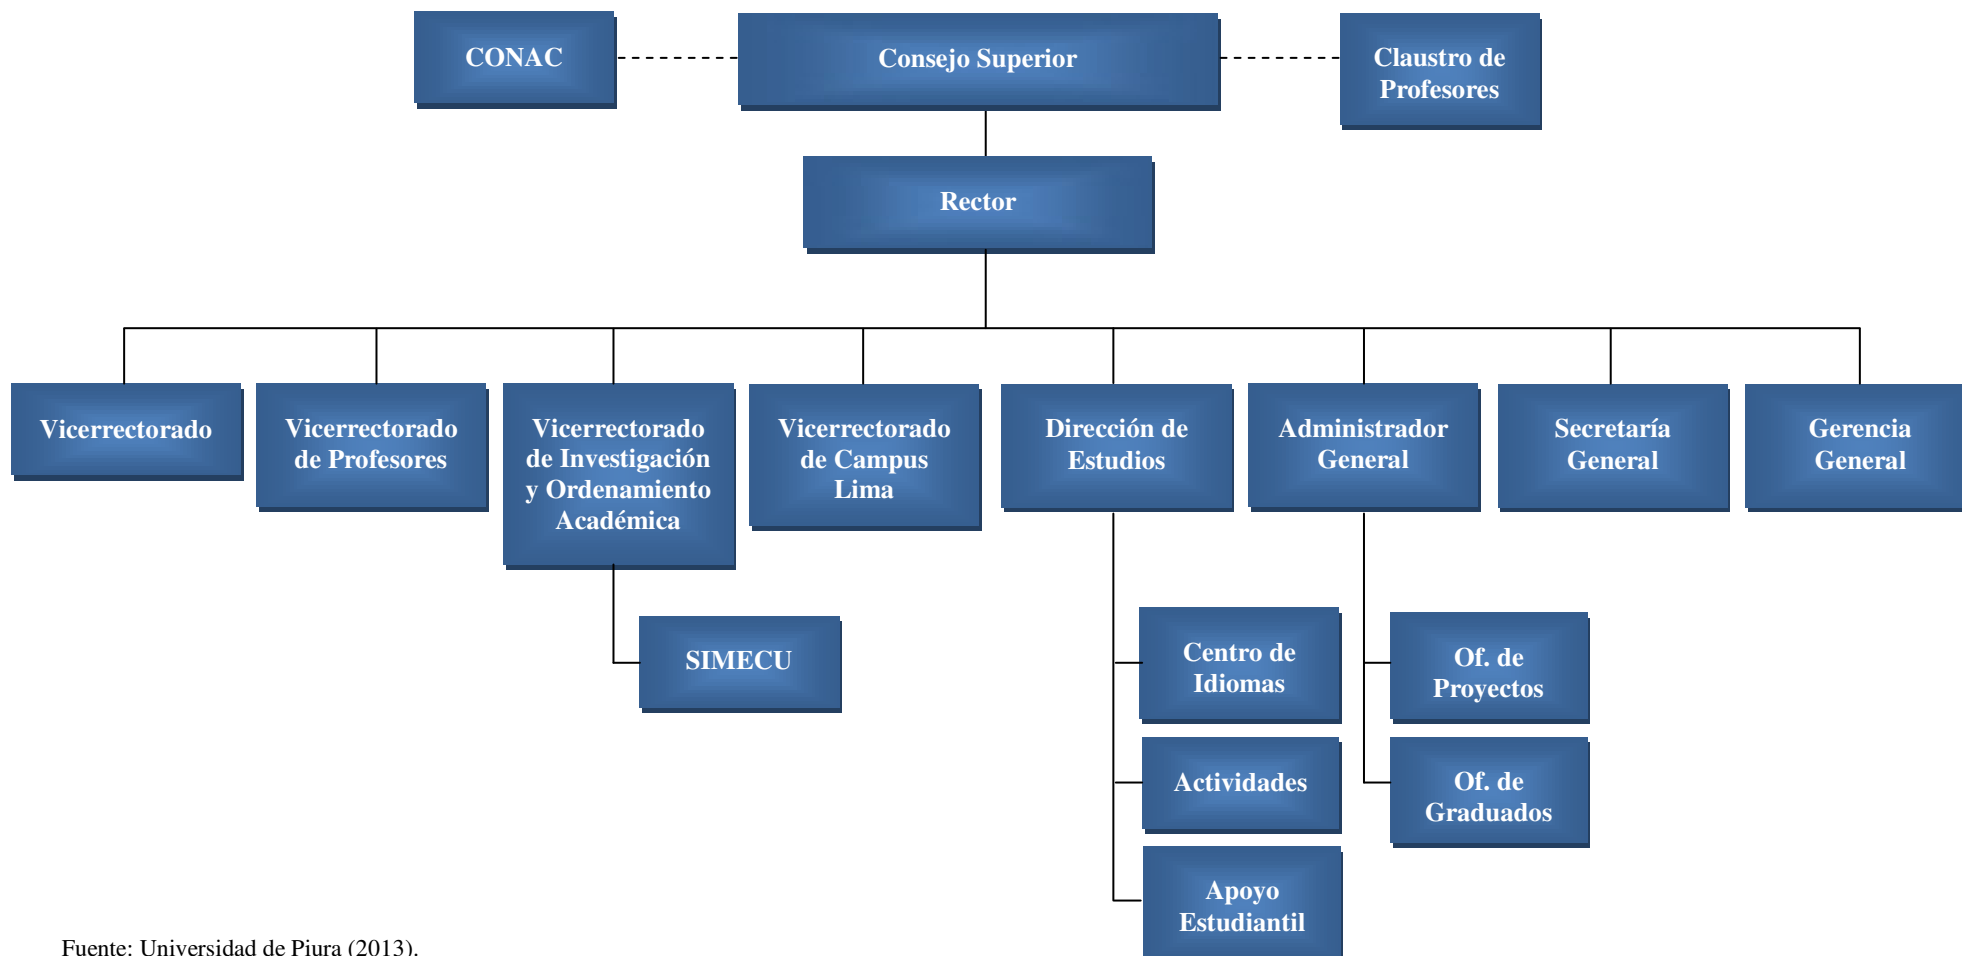 CONAC
Consejo Superior
Claustro de
Profesores
Rector
Vicerrectorado
Vicerrectorado
de Profesores
Vicerrectorado
de Investigación
y Ordenamiento
Académica
Vicerrectorado
de Campus
Lima
Dirección de
Estudios
Administrador
General
Secretaría
General
Gerencia
General
SIMECU
Centro de
Idiomas
Actividades
Apoyo
Estudiantil
Of. de
Proyectos
Of. de
Graduados
Fuente: Universidad de Piura (2013).